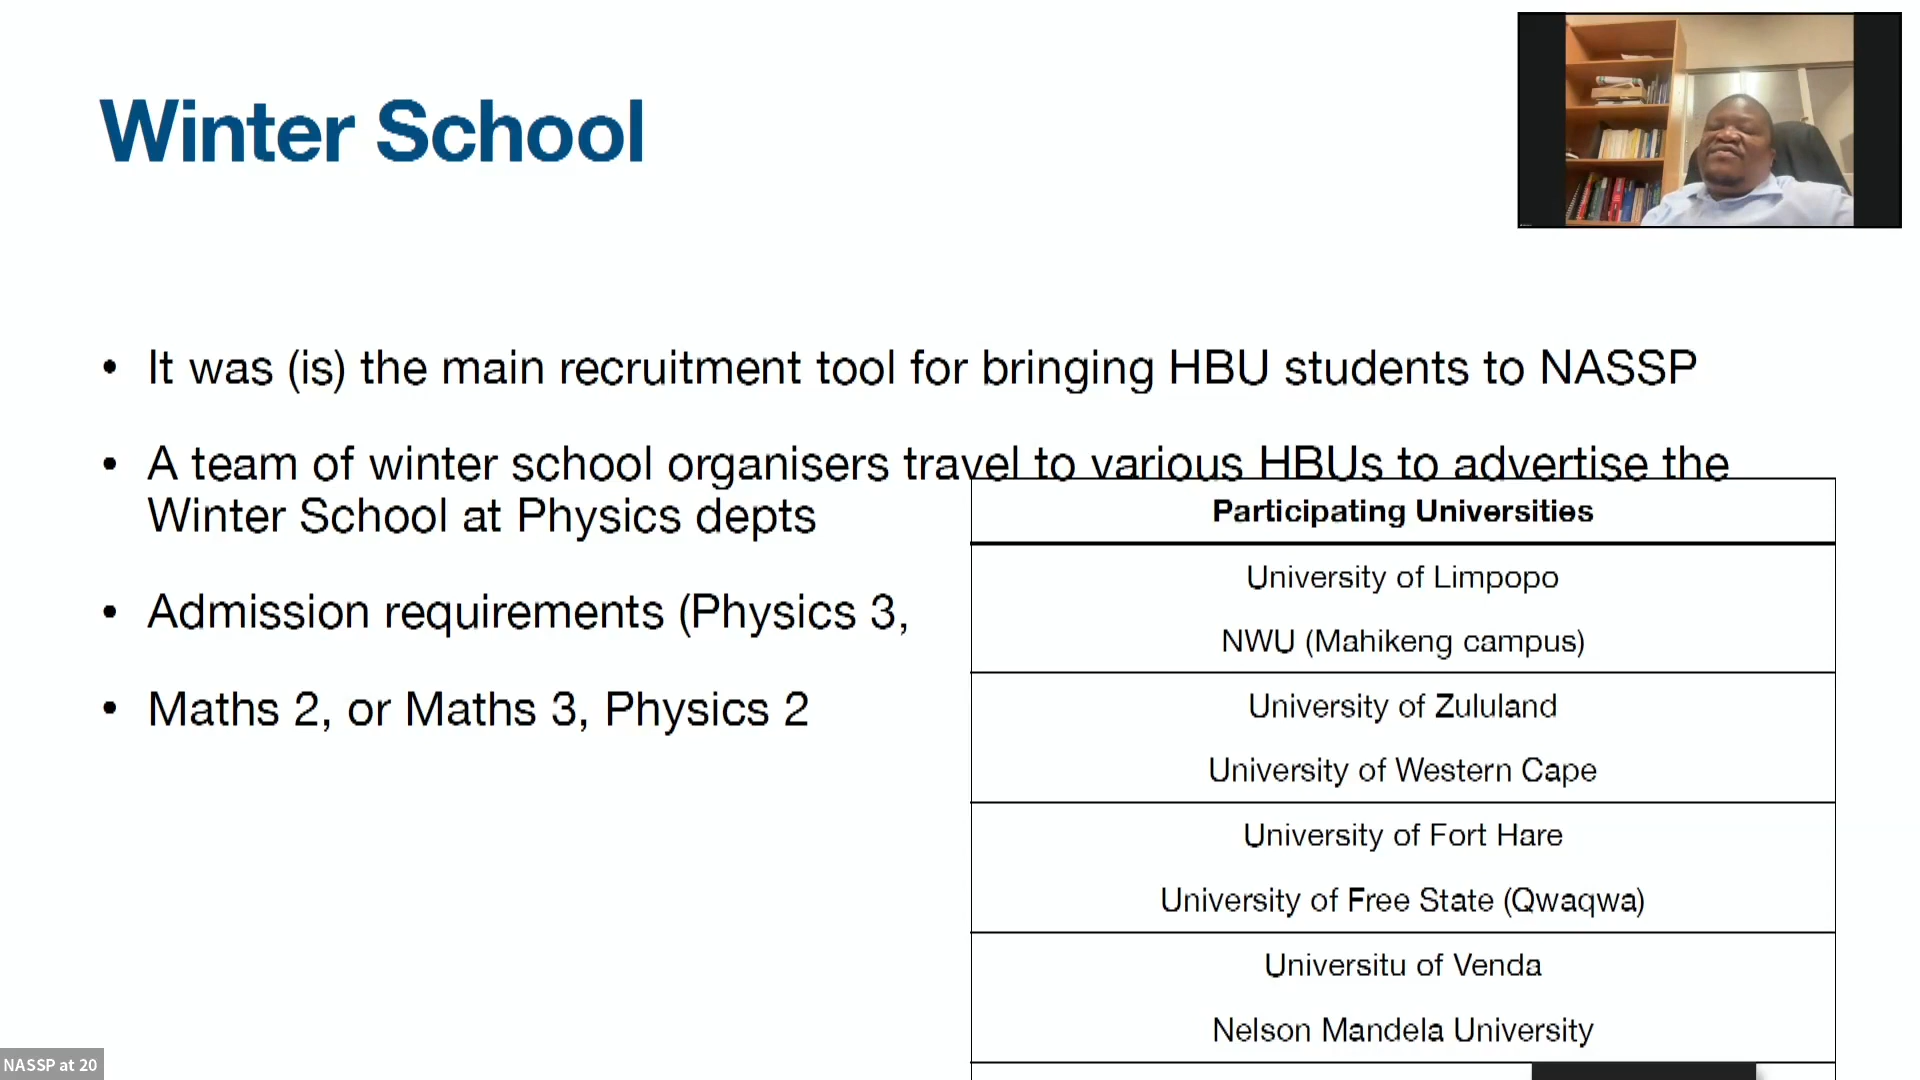 Winter School
• It was (is) the main recruitment tool for bringing HBU students to NASSP
• A team of winter school organisers travel to various HBUs to advertise the
Winter School at Physics depts
• Admission requirements (Physics 3,
• Maths 2, or Maths 3, Physics 2
Participating Universities
University of Limpopo
NWU (Mahikeng campus)
University of Zululand
University of Western Cape
University of Fort Hare
University of Free State (Qwaqwa)
Universitu of Venda
Nelson Mandela University
NASSP at 20